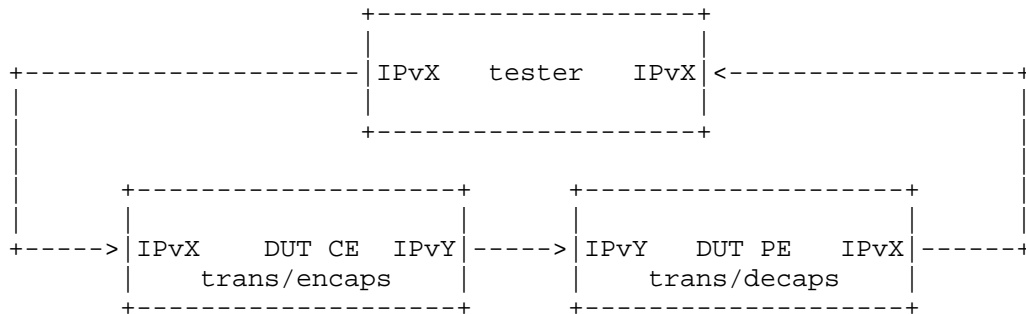 IPvX tester IPvX
IPvX DUT CE IPvY IPvY DUT PE IPvX
trans/encaps trans/decaps